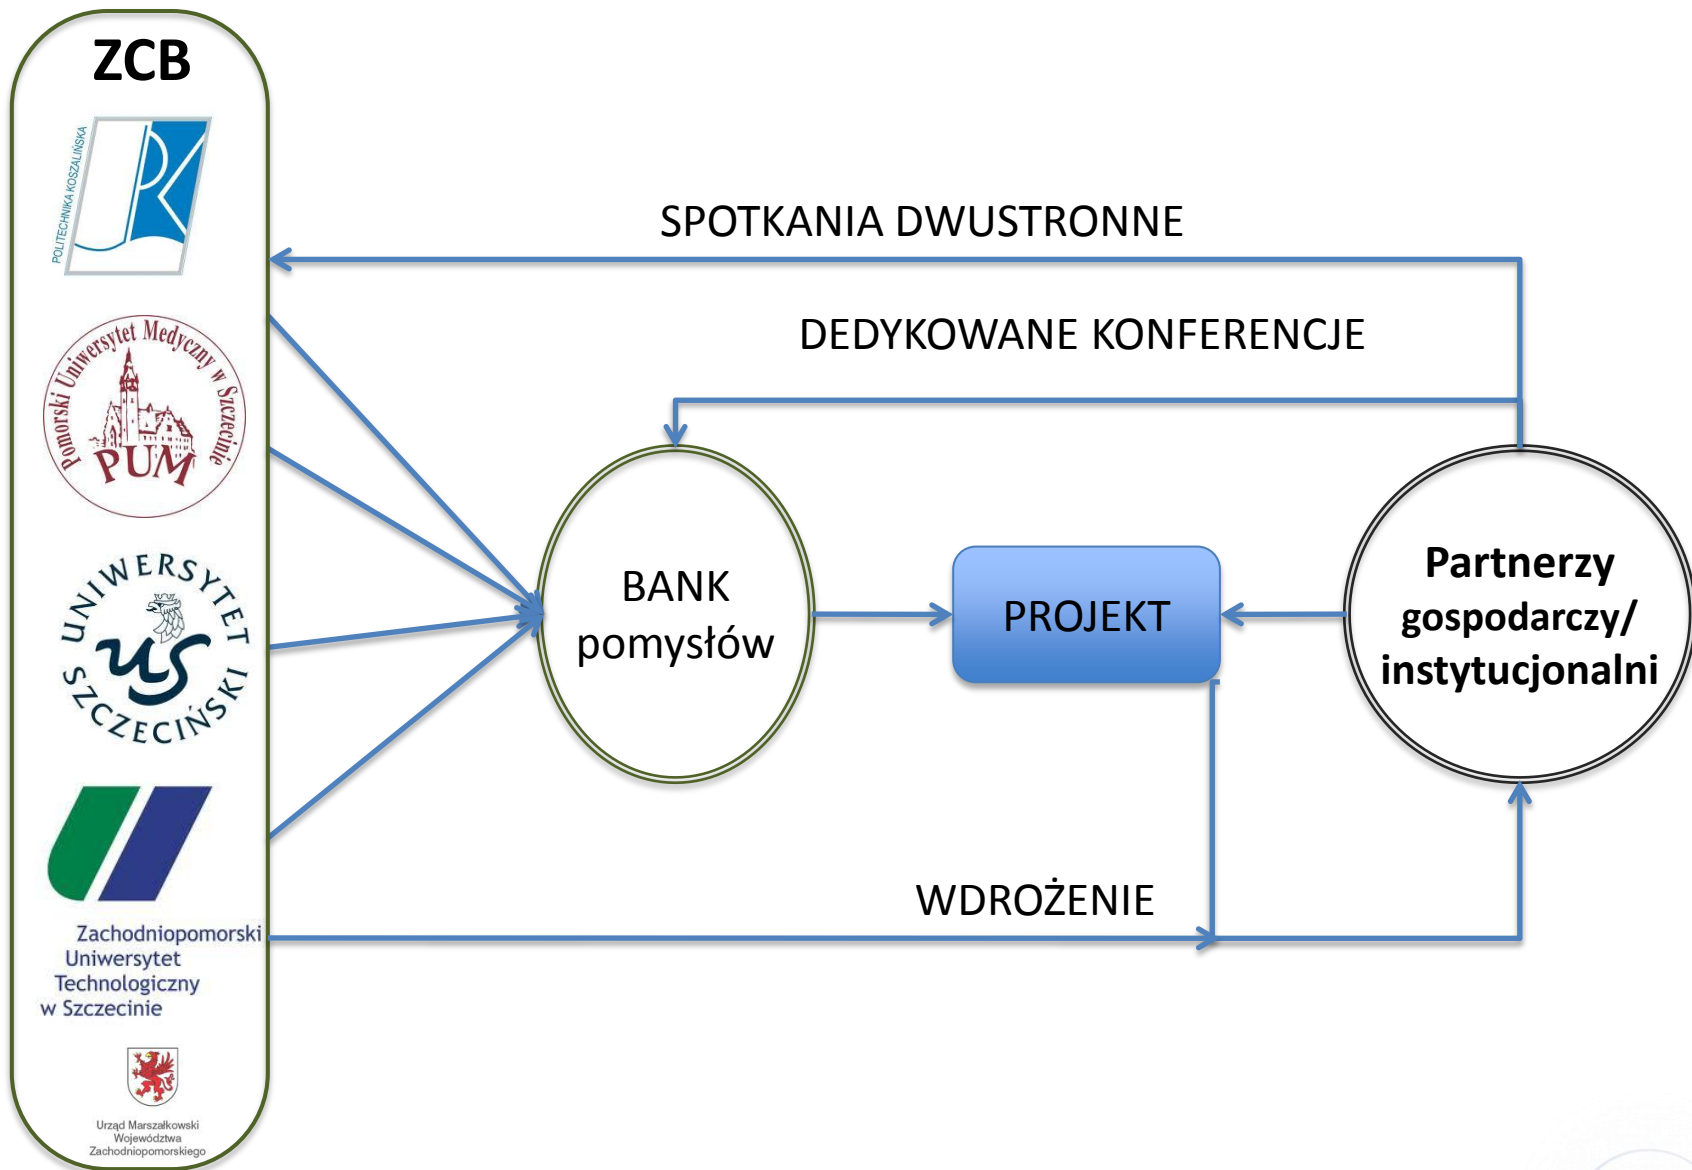 ZCB
POLITECHNIKA KOSZALIŃSKA
Pomorski Uniwersytet Medyczny w Szczecinie
PUM
UNIWERSYTET
US
SZCZECIŃSKI
Zachodniopomorski
Uniwersytet
Technologiczny
w Szczecinie
Urząd Marszałkowski
Województwa
Zachodniopomorskiego
SPOTKANIA DWUSTRONNE
DEDYKOWANE KONFERENCJE
BANK
pomysłów
PROJEKT
Partnerzy
gospodarczy/
instytucjonalni
WDROŻENIE